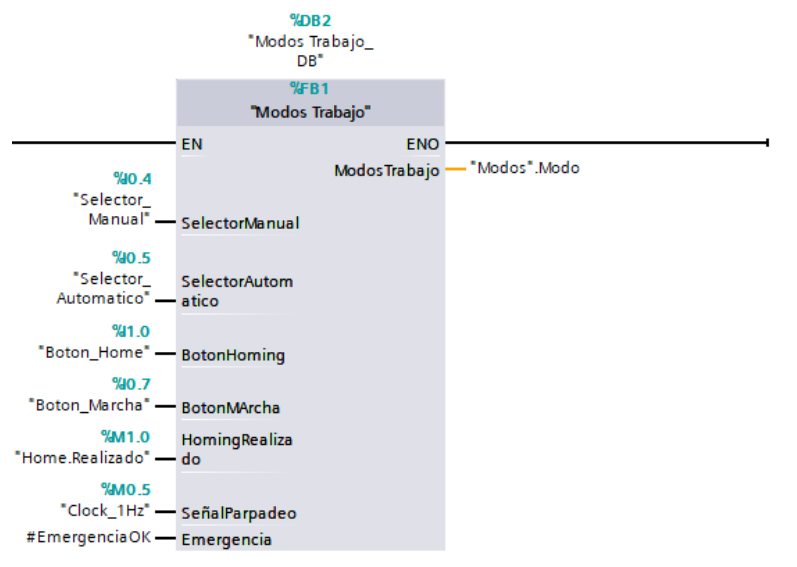 %DB2
"Modos Trabajo_
DB"
%FB1
"Modos Trabajo"
EN
ENO
ModosTrabajo
"Modos".Modo
%I0.4
"Selector_
Manual"
SelectorManual
%I0.5
"Selector_
Automatico"
SelectorAutom
atico
%I1.0
"Boton_Home"
BotonHoming
%I0.7
"Boton_Marcha"
BotonMArcha
%M1.0
"Home.Realizado"
HomingRealiza
do
%M0.5
"Clock_1Hz"
SeñalParpadeo
#EmergenciaOK
Emergencia